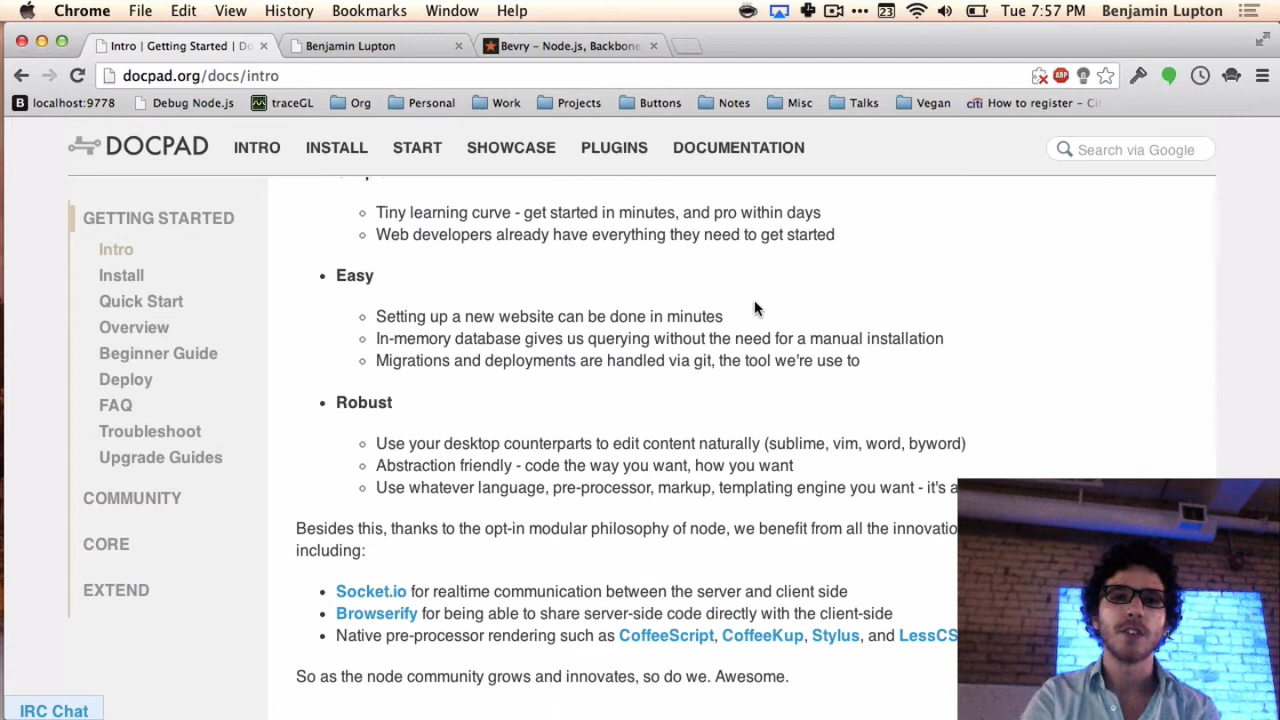 Chrome File Edit View History Bookmarks Window Help 23 Tue 7:57 PM Benjamin Lupton
Intro | Getting Started | Do Benjamin Lupton Bevry – Node.js, Backbone
docpad.org/docs/intro ABP
B localhost:9778 Debug Node.js traceGL Org Personal Work Projects Buttons Notes Misc Talks Vegan citi How to register – Ci
DOCPAD INTRO INSTALL START SHOWCASE PLUGINS DOCUMENTATION Search via Google
GETTING STARTED
Intro
Install
Quick Start
Overview
Beginner Guide
Deploy
FAQ
Troubleshoot
Upgrade Guides
COMMUNITY
CORE
EXTEND
IRC Chat
Tiny learning curve - get started in minutes, and pro within days
Web developers already have everything they need to get started
Easy
Setting up a new website can be done in minutes
In-memory database gives us querying without the need for a manual installation
Migrations and deployments are handled via git, the tool we're use to
Robust
Use your desktop counterparts to edit content naturally (sublime, vim, word, byword)
Abstraction friendly - code the way you want, how you want
Use whatever language, pre-processor, markup, templating engine you want - it's a
Besides this, thanks to the opt-in modular philosophy of node, we benefit from all the innovatio
including:
Socket.io for realtime communication between the server and client side
Browserify for being able to share server-side code directly with the client-side
Native pre-processor rendering such as CoffeeScript, CoffeeKup, Stylus, and LessCS
So as the node community grows and innovates, so do we. Awesome.